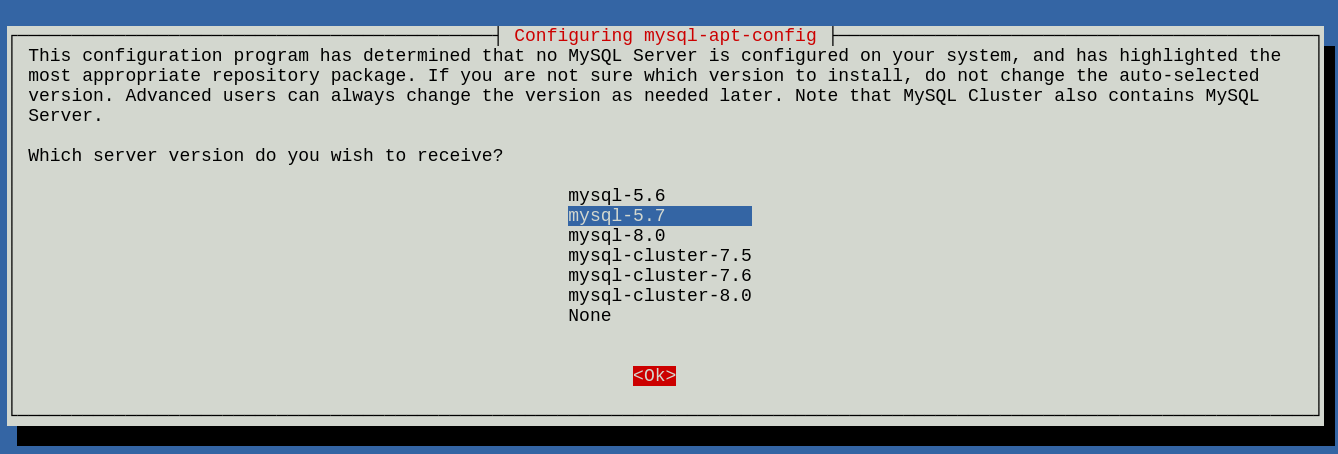 Configuring mysql-apt-config
This configuration program has determined that no MySQL Server is configured on your system, and has highlighted the
most appropriate repository package. If you are not sure which version to install, do not change the auto-selected
version. Advanced users can always change the version as needed later. Note that MySQL Cluster also contains MySQL
Server.
Which server version do you wish to receive?
mysql-5.6
mysql-5.7
mysql-8.0
mysql-cluster-7.5
mysql-cluster-7.6
mysql-cluster-8.0
None
<Ok>